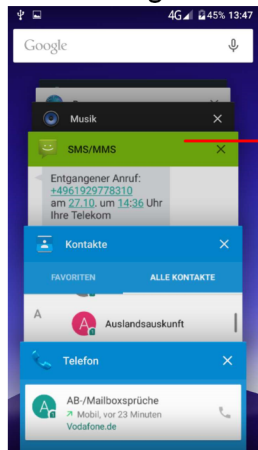 4G 45% 13:47
Google
Musik
SMS/MMS
Entgangener Anruf:
+4961929778310
am 27.10. um 14:36 Uhr
Ihre Telekom
Kontakte
FAVORITEN ALLE KONTAKTE
A
A Auslandsauskunft
Telefon
A AB-/Mailboxsprüche
Mobil, vor 23 Minuten
Vodafone.de